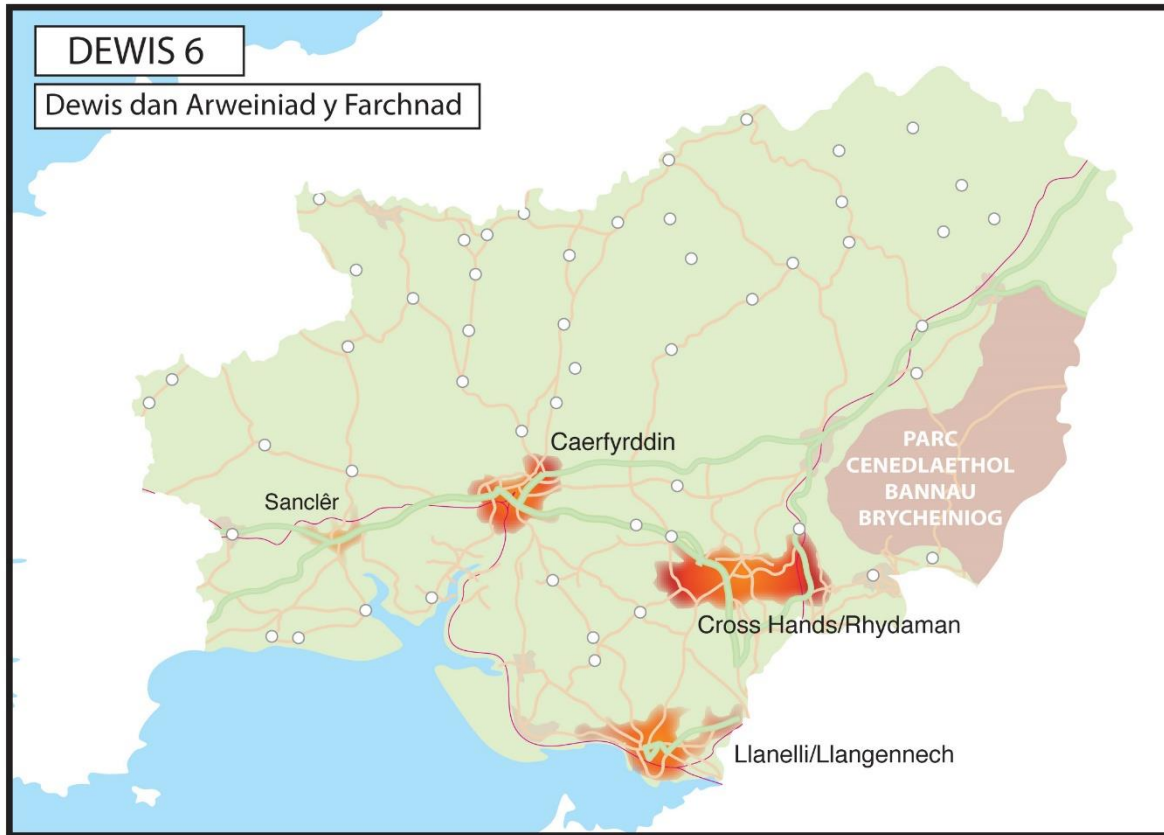 DEWIS 6
Dewis dan Arweiniad y Farchnad
Caerfyrddin
Sanclêr
PARC
CENEDLAETHOL
BANNAU
BRYCHEINIOG
Cross Hands/Rhydaman
Llanelli/Llangennech